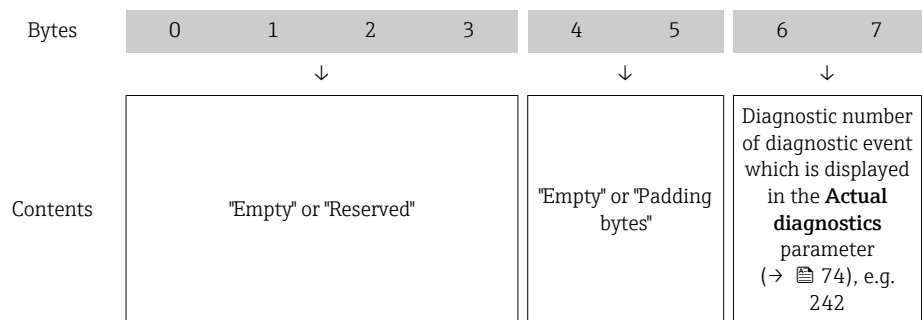 Bytes 0 1 2 3 4 5 6 7
↓ ↓ ↓
Contents
"Empty" or "Reserved"
"Empty" or "Padding
bytes"
Diagnostic number
of diagnostic event
which is displayed
in the Actual
diagnostics
parameter
(→ 74), e.g.
242